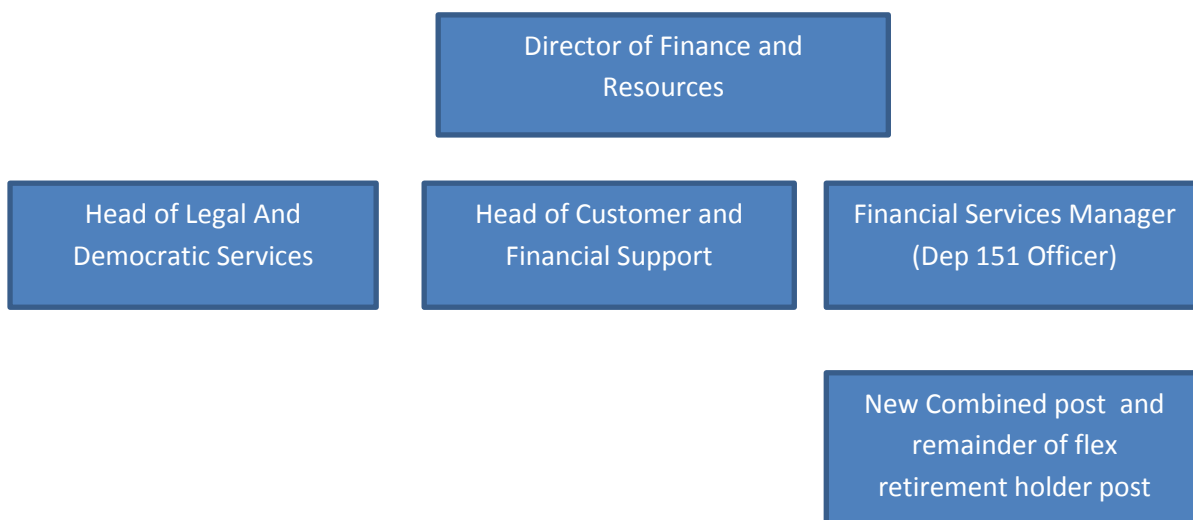 Director of Finance and
Resources
Head of Legal And
Democratic Services
Head of Customer and
Financial Support
Financial Services Manager
(Dep 151 Officer)
New Combined post and
remainder of flex
retirement holder post